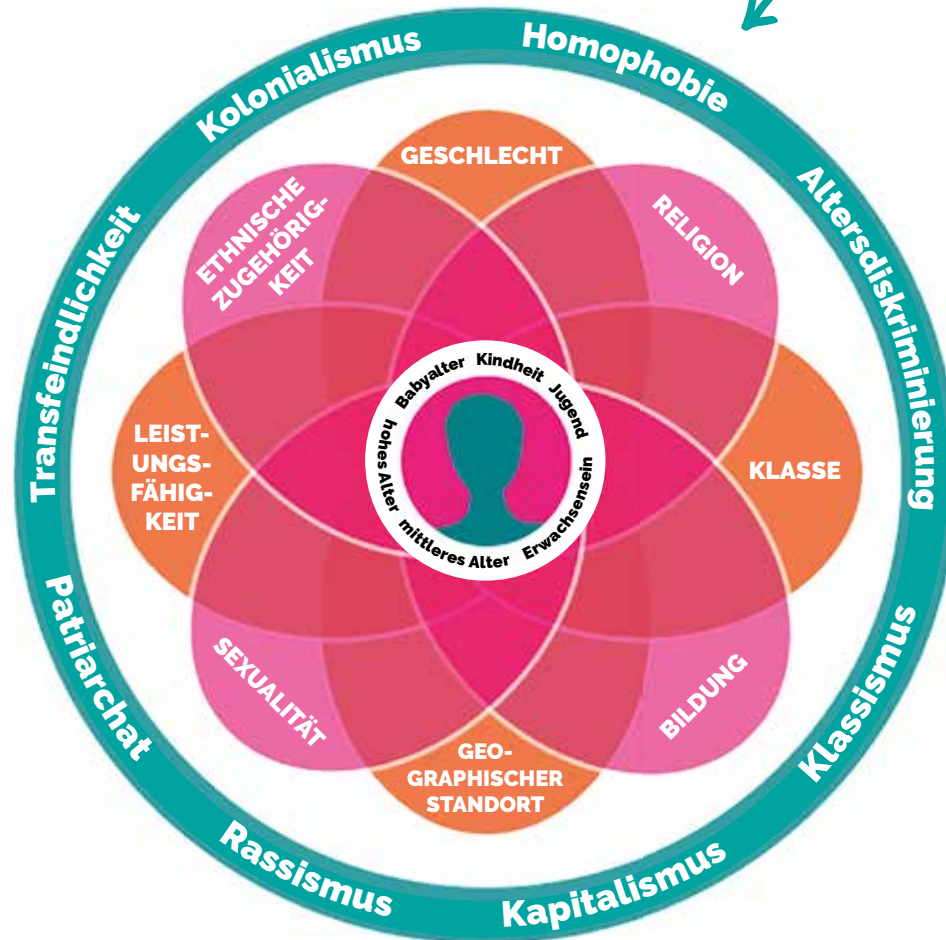 Kolonialismus
Homophobie
Altersdiskriminierung
Klassismus
Kapitalismus
Rassismus
Patriarchat
Transfeindlichkeit
GESCHLECHT
RELIGION
KLASSE
BILDUNG
GEO-
GRAPHISCHER
STANDORT
SEXUALITÄT
LEIST-
UNGS-
FÄHIG-
KEIT
ETHNISCHE
ZUGEHÖRIG-
KEIT
Babyalter
Kindheit
Jugend
Erwachsensein
mittleres Alter
hohes Alter